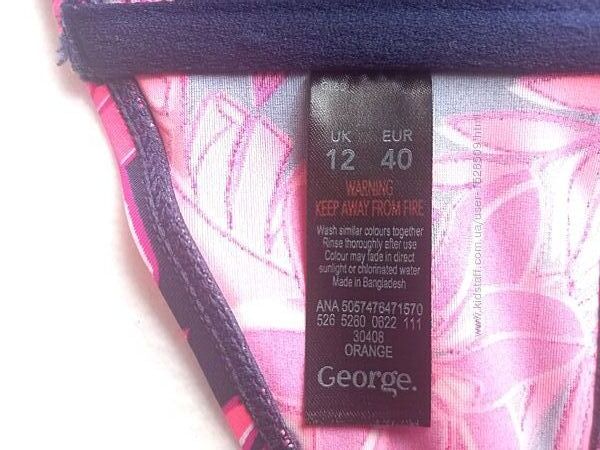 UK EUR
12 40
WARNING
KEEP AWAY FROM FIRE
Wash similar colours together
Rinse thoroughly after use
Colour may fade in direct
sunlight or chlorinated water
Made in Bangladesh
ANA 5057476471570
526 5260 0622 111
30408
ORANGE
George.